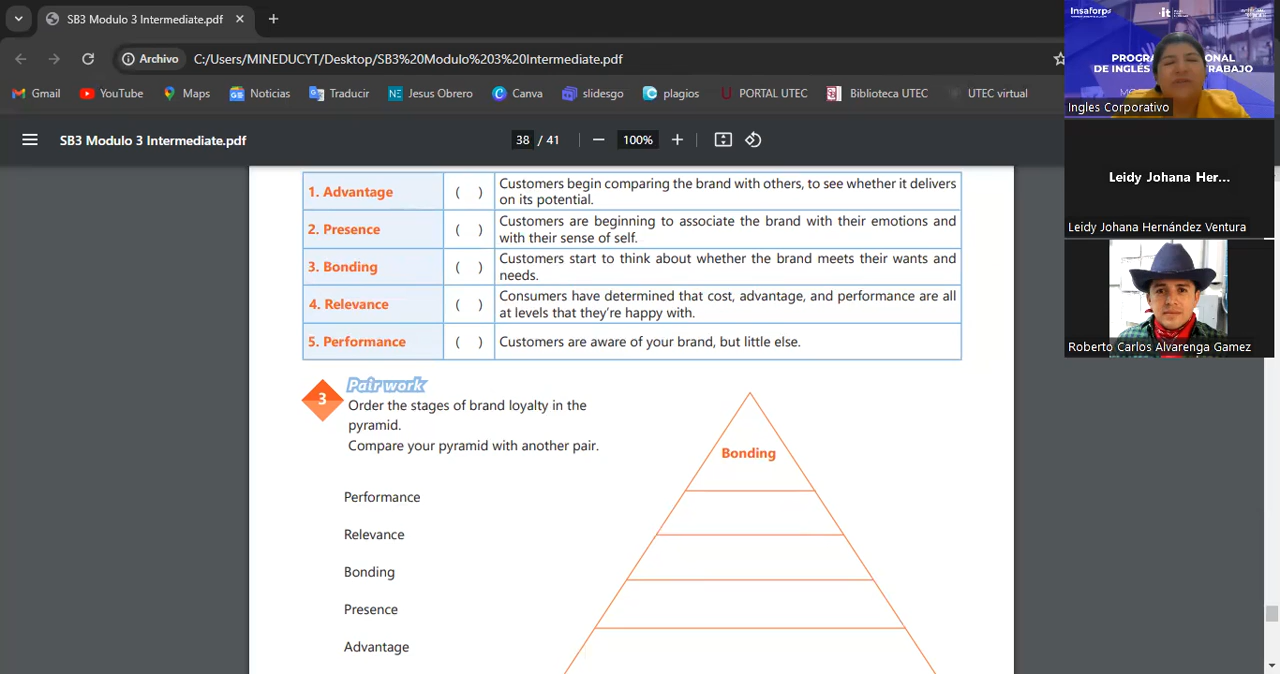 SB3 Modulo 3 Intermediate.pdf
Archivo
C:/Users/MINEDUCYT/Desktop/SB3%20Modulo%203%20Intermediate.pdf
Gmail YouTube Maps Noticias Traducir Jesus Obrero Canva slidesgo plagios PORTAL UTEC Biblioteca UTEC UTEC virtual
SB3 Modulo 3 Intermediate.pdf
38 / 41
100%
1. Advantage ( ) Customers begin comparing the brand with others, to see whether it delivers
on its potential.
2. Presence ( ) Customers are beginning to associate the brand with their emotions and
with their sense of self.
3. Bonding ( ) Customers start to think about whether the brand meets their wants and
needs.
4. Relevance ( ) Consumers have determined that cost, advantage, and performance are all
at levels that they're happy with.
5. Performance ( ) Customers are aware of your brand, but little else.
3
Pair work
Order the stages of brand loyalty in the
pyramid.
Compare your pyramid with another pair.
Performance
Relevance
Bonding
Presence
Advantage
Bonding
Insaforp
Ingles Corporativo
Leidy Johana Her...
Leidy Johana Hernández Ventura
Roberto Carlos Alvarenga Gamez